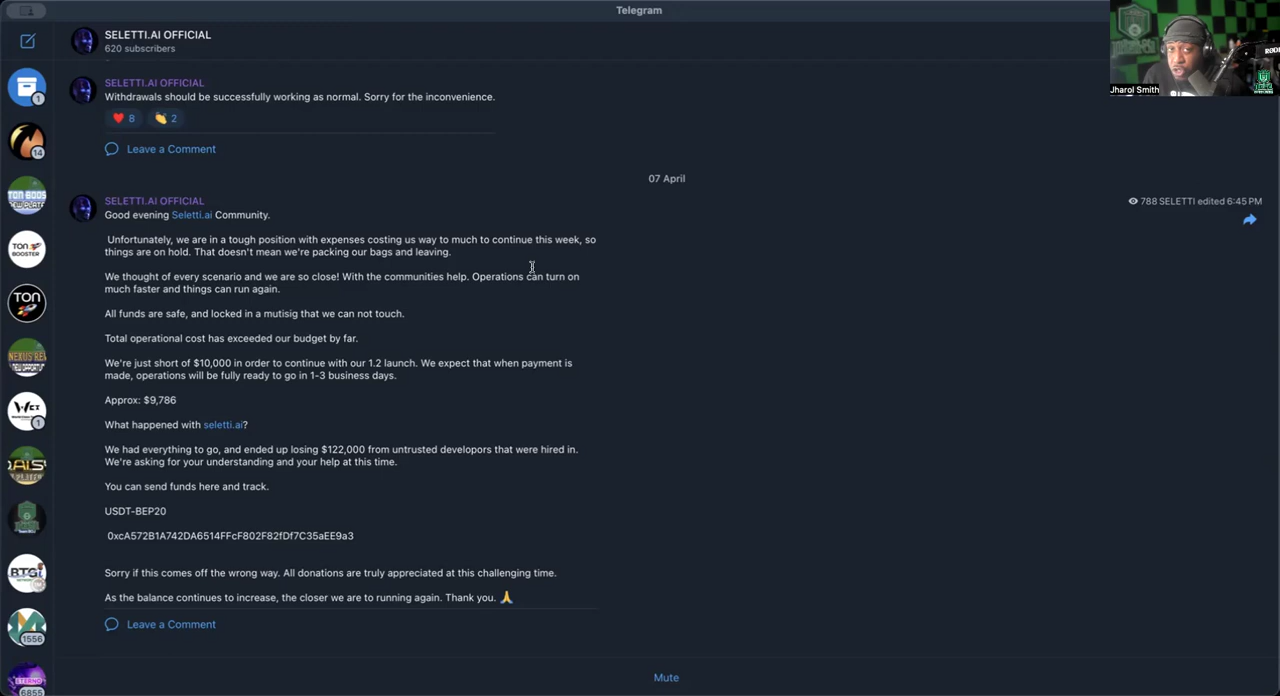 Telegram
SELETTI.AI OFFICIAL
620 subscribers
SELETTI.AI OFFICIAL
Withdrawals should be successfully working as normal. Sorry for the inconvenience.
❤️ 8 👏 2
Leave a Comment
07 April
SELETTI.AI OFFICIAL
788 SELETTI edited 6:45 PM
Good evening Seletti.ai Community.
Unfortunately, we are in a tough position with expenses costing us way to much to continue this week, so
things are on hold. That doesn't mean we're packing our bags and leaving.
We thought of every scenario and we are so close! With the communities help. Operations can turn on
much faster and things can run again.
All funds are safe, and locked in a mutisig that we can not touch.
Total operational cost has exceeded our budget by far.
We're just short of $10,000 in order to continue with our 1.2 launch. We expect that when payment is
made, operations will be fully ready to go in 1-3 business days.
Approx: $9,786
What happened with seletti.ai?
We had everything to go, and ended up losing $122,000 from untrusted developors that were hired in.
We're asking for your understanding and your help at this time.
You can send funds here and track.
USDT-BEP20
0xcA572B1A742DA6514FFcF802F82fDf7C35aEE9a3
Sorry if this comes off the wrong way. All donations are truly appreciated at this challenging time.
As the balance continues to increase, the closer we are to running again. Thank you. 🙏
Leave a Comment
Mute
Jharol Smith
1
14
TON BOOS
TON
BOOSTER
TON
NEXUS REV
1
BTGi
1556
ETERNO
6855